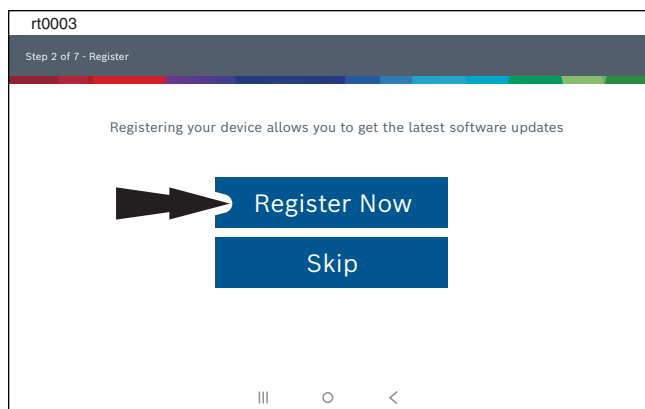 rt0003
Step 2 of 7 - Register
Registering your device allows you to get the latest software updates
Register Now
Skip